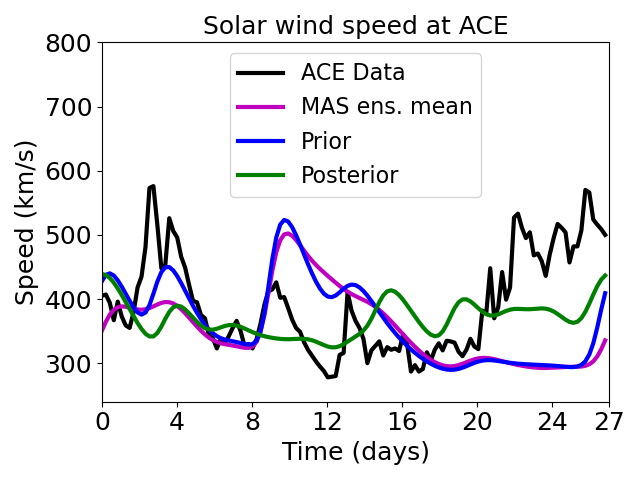 Solar wind speed at ACE
800
700
600
500
400
300
Speed (km/s)
ACE Data
MAS ens. mean
Prior
Posterior
0 4 8 12 16 20 24 27
Time (days)